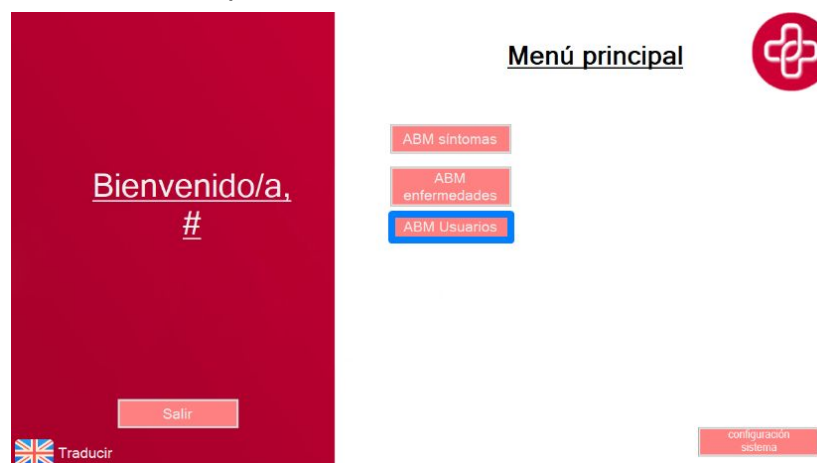 Menú principal
Bienvenido/a,
#
ABM síntomas
ABM
enfermedades
ABM Usuarios
Salir
Traducir
configuración
sistema